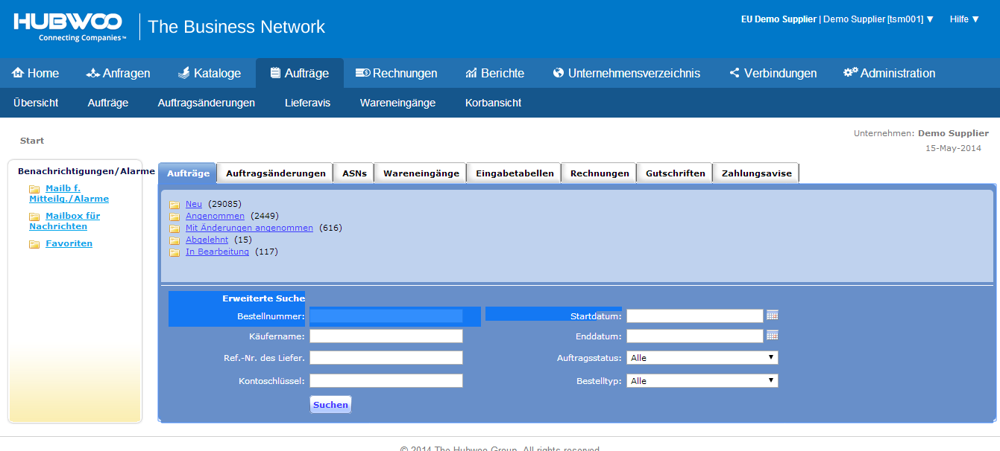 HUBWOO
Connecting Companies™
The Business Network
EU Demo Supplier | Demo Supplier [tsm001] ▼ Hilfe ▼
Home Anfragen Kataloge Aufträge Rechnungen Berichte Unternehmensverzeichnis Verbindungen Administration
Übersicht Aufträge Auftragsänderungen Lieferavis Wareneingänge Korbansicht
Start
Unternehmen: Demo Supplier
15-May-2014
Benachrichtigungen/Alarme
Mailb f.
Mitteilg./Alarme
Mailbox für
Nachrichten
Favoriten
Aufträge Auftragsänderungen ASNs Wareneingänge Eingabetabellen Rechnungen Gutschriften Zahlungsavise
Neu (29085)
Angenommen (2449)
Mit Änderungen angenommen (616)
Abgelehnt (15)
In Bearbeitung (117)
Erweiterte Suche
Bestellnummer: Startdatum:
Käufername: Enddatum:
Ref.-Nr. des Liefer. Auftragsstatus: Alle
Kontoschlüssel: Bestelltyp: Alle
Suchen
© 2014 The Hubwoo Group. All rights reserved